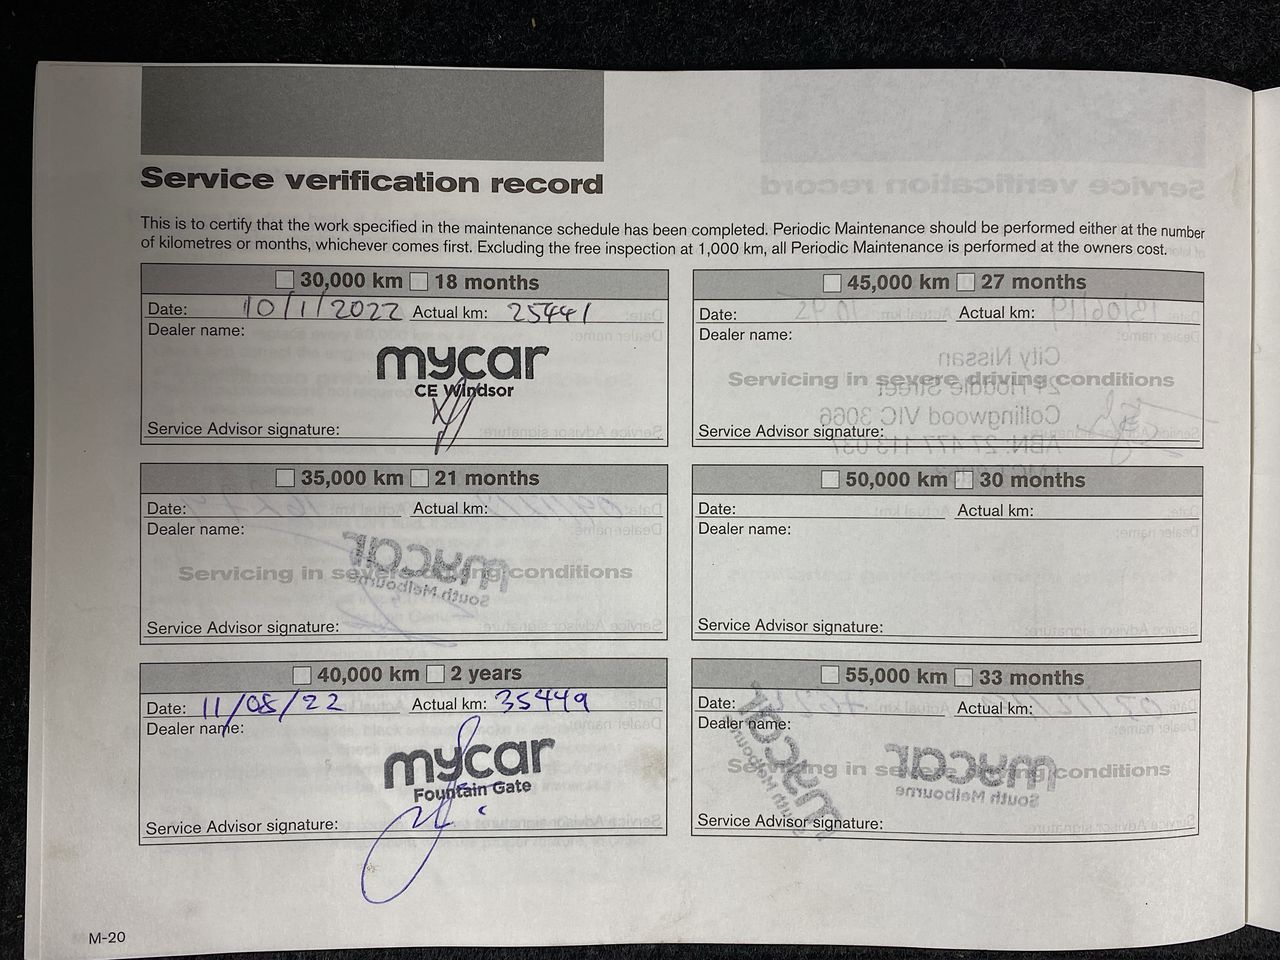 Service verification record
This is to certify that the work specified in the maintenance schedule has been completed. Periodic Maintenance should be performed either at the number
of kilometres or months, whichever comes first. Excluding the free inspection at 1,000 km, all Periodic Maintenance is performed at the owners cost.
30,000 km 18 months
Date: 10/1/2022 Actual km: 25441
Dealer name:
mycar
CE Windsor
Service Advisor signature:
35,000 km 21 months
Date: Actual km:
Dealer name:
Servicing in severe driving conditions
Service Advisor signature:
40,000 km 2 years
Date: 11/08/22 Actual km: 35449
Dealer name:
mycar
Fountain Gate
Service Advisor signature:
45,000 km 27 months
Date: Actual km:
Dealer name:
Servicing in severe driving conditions
Service Advisor signature:
50,000 km 30 months
Date: Actual km:
Dealer name:
Service Advisor signature:
55,000 km 33 months
Date: Actual km:
Dealer name:
Servicing in severe driving conditions
Service Advisor signature:
M-20